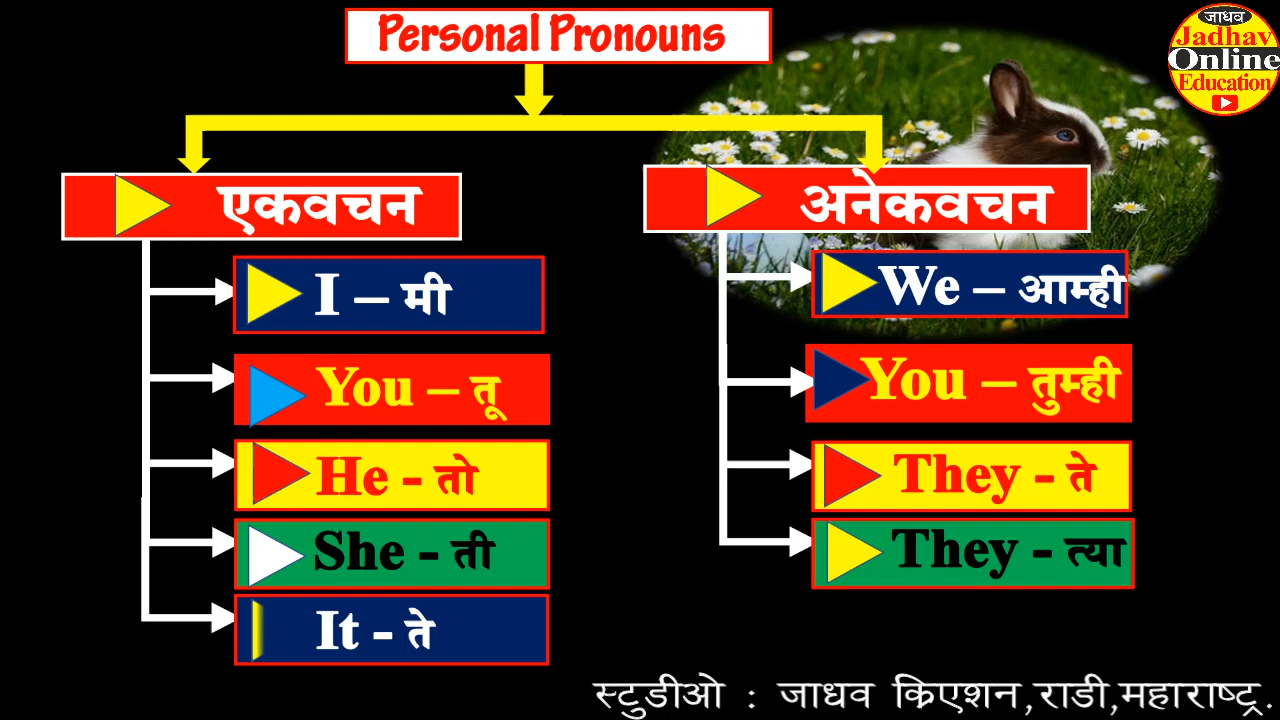 Personal Pronouns
जाधव
Jadhav
Online
Education
एकवचन
I – मी
You – तू
He - तो
She - ती
It - ते
अनेकवचन
We – आम्ही
You – तुम्ही
They - ते
They - त्या
स्टुडीओ : जाधव क्रिएशन,राडी,महाराष्ट्र.